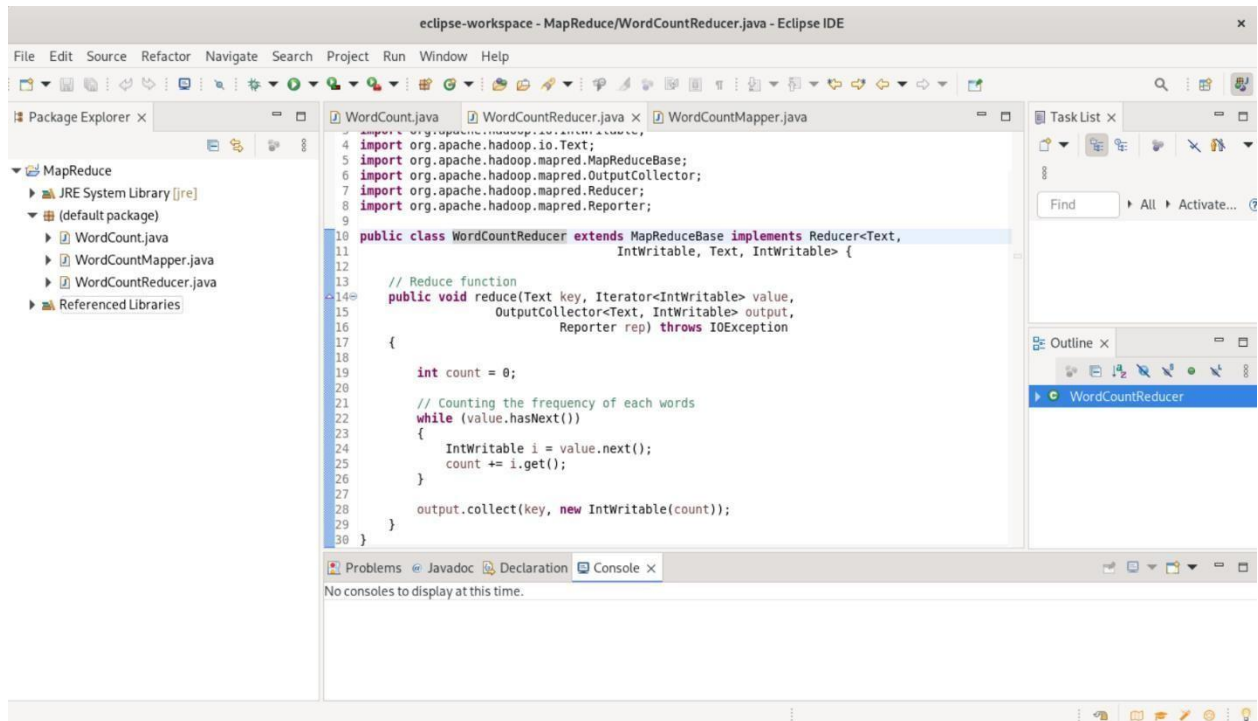 eclipse-workspace - MapReduce/WordCountReducer.java - Eclipse IDE
File Edit Source Refactor Navigate Search Project Run Window Help
Package Explorer
MapReduce
JRE System Library [jre]
(default package)
WordCount.java
WordCountMapper.java
WordCountReducer.java
Referenced Libraries
WordCount.java WordCountReducer.java WordCountMapper.java
3 import org.apache.hadoop.io.IntWritable;
4 import org.apache.hadoop.io.Text;
5 import org.apache.hadoop.mapred.MapReduceBase;
6 import org.apache.hadoop.mapred.OutputCollector;
7 import org.apache.hadoop.mapred.Reducer;
8 import org.apache.hadoop.mapred.Reporter;
9
10 public class WordCountReducer extends MapReduceBase implements Reducer<Text,
11 IntWritable, Text, IntWritable> {
12
13 // Reduce function
14 public void reduce(Text key, Iterator<IntWritable> value,
15 OutputCollector<Text, IntWritable> output,
16 Reporter rep) throws IOException
17 {
18
19 int count = 0;
20
21 // Counting the frequency of each words
22 while (value.hasNext())
23 {
24 IntWritable i = value.next();
25 count += i.get();
26 }
27
28 output.collect(key, new IntWritable(count));
29 }
30 }
Task List
Find All Activate...
Outline
WordCountReducer
Problems Javadoc Declaration Console
No consoles to display at this time.